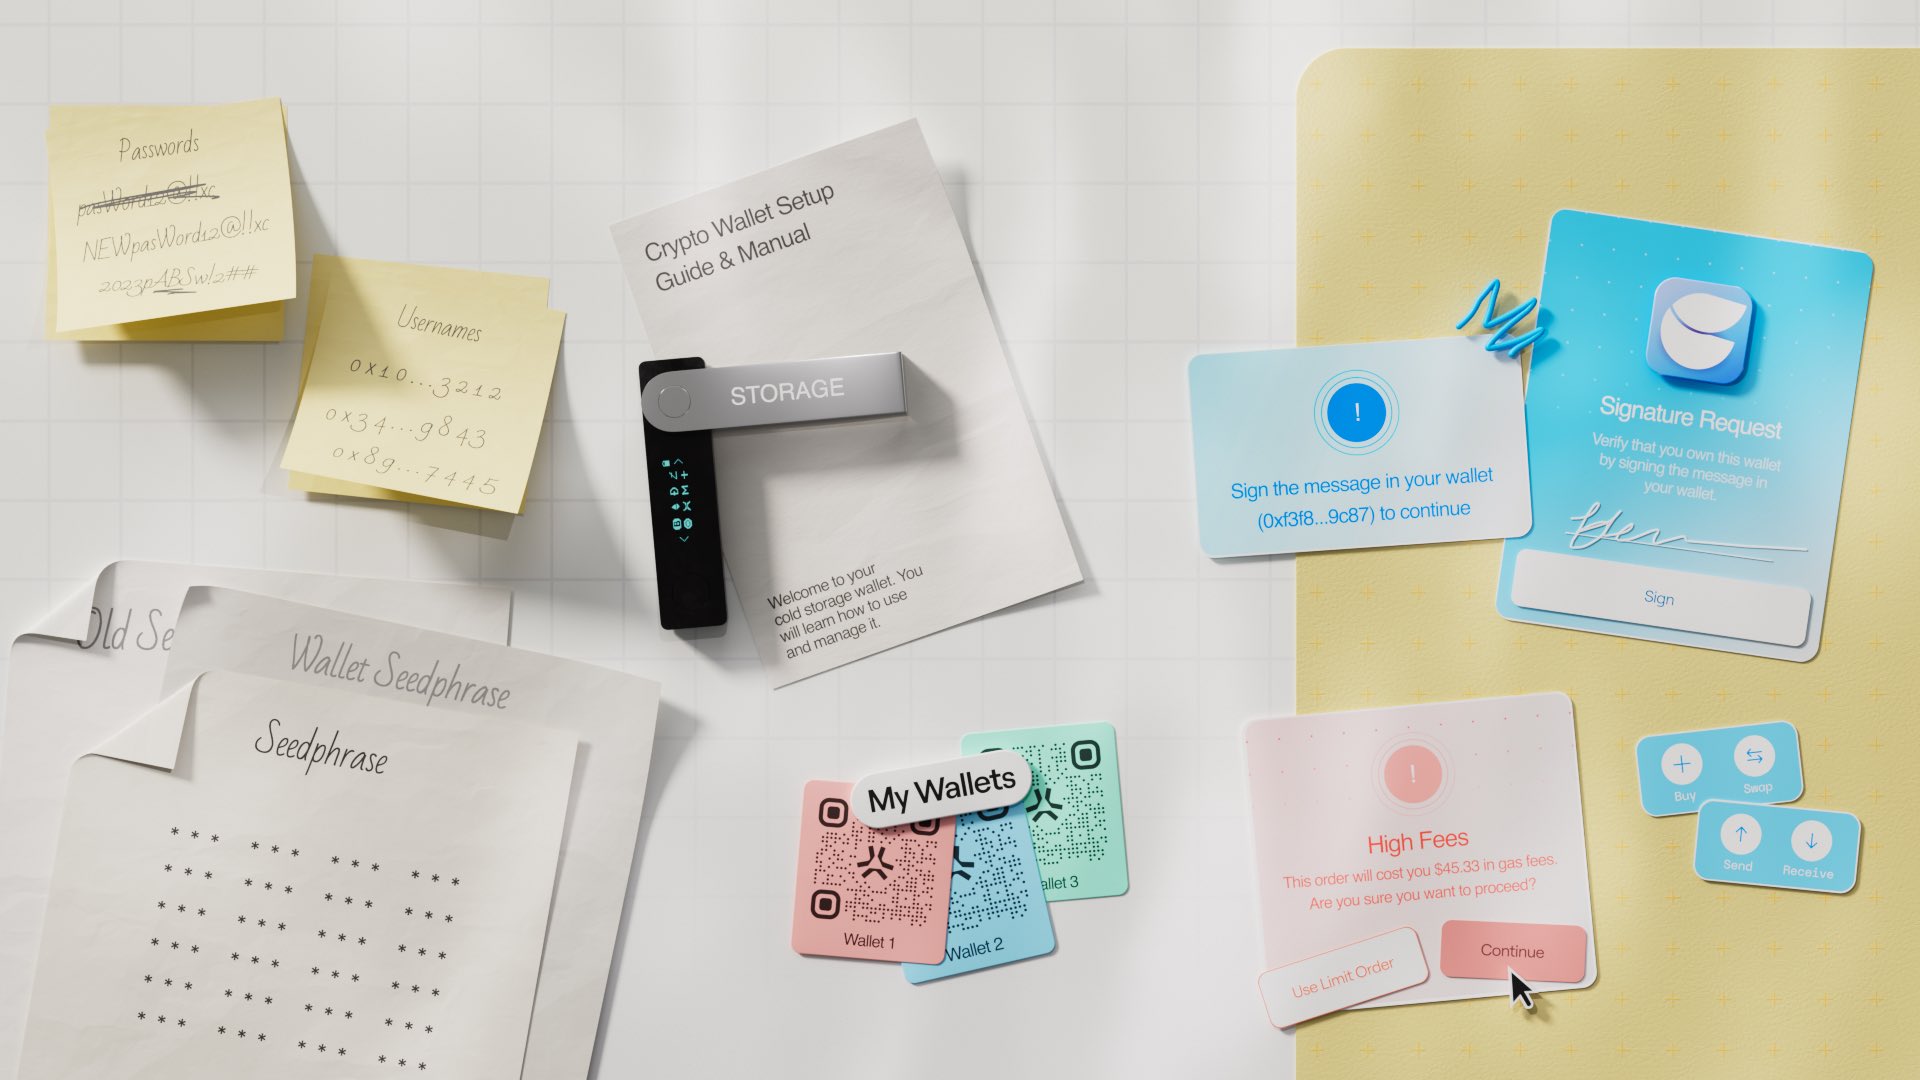 Passwords
pasWord12@!!xc
NEWpasWord12@!!xc
2023pABSw!2##
Usernames
0x10...3212
0x34...9843
0x89...7445
Old Se
Wallet Seedphrase
Seedphrase
*** *** *** ***
*** *** *** ***
*** *** *** ***
*** *** *** ***
*** *** *** ***
*** *** *** ***
Crypto Wallet Setup
Guide & Manual
STORAGE
Welcome to your
cold storage wallet. You
will learn how to use
and manage it.
My Wallets
Wallet 1
Wallet 2
allet 3
!
Sign the message in your wallet
(0xf3f8...9c87) to continue
Signature Request
Verify that you own this wallet
by signing the message in
your wallet.
Sign
!
High Fees
This order will cost you $45.33 in gas fees.
Are you sure you want to proceed?
Use Limit Order
Continue
Buy
Swap
Send
Receive